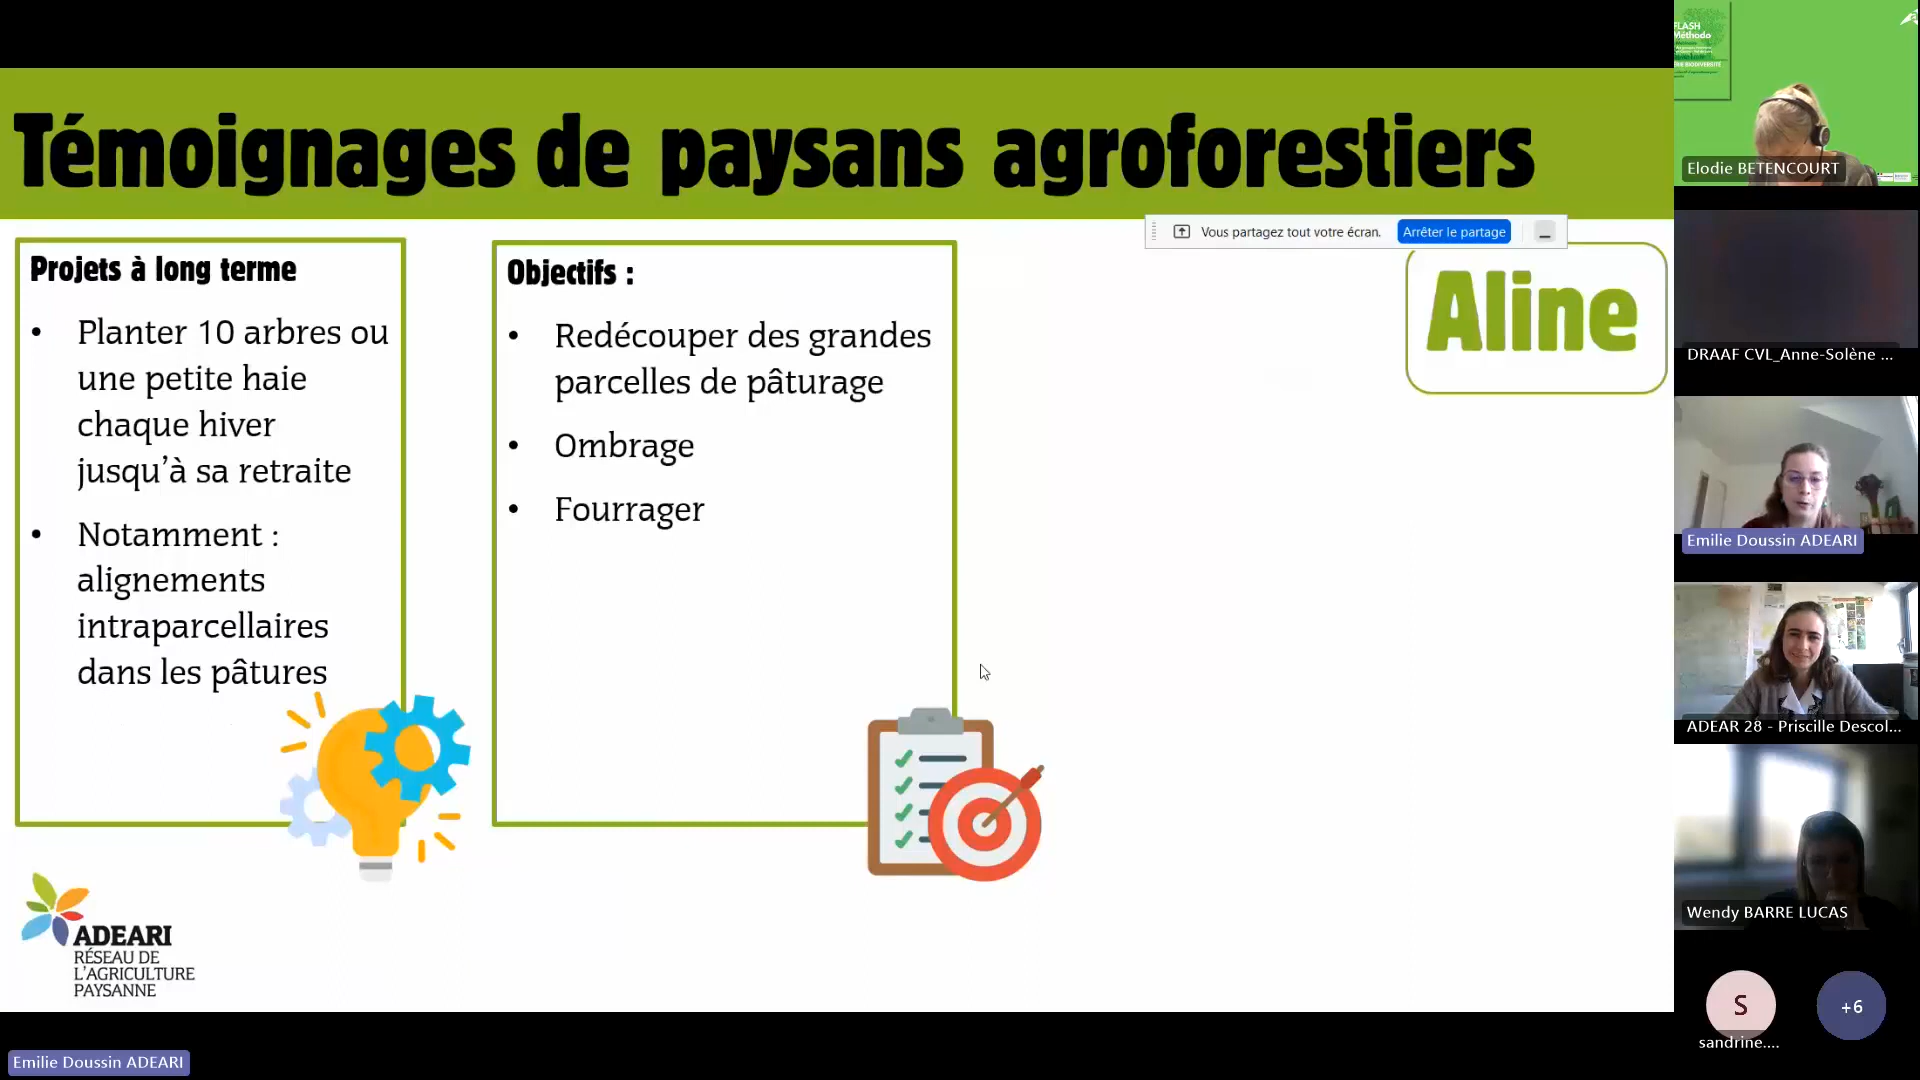 Témoignages de paysans agroforestiers
Vous partagez tout votre écran.
Arrêter le partage
Projets à long terme
• Planter 10 arbres ou
une petite haie
chaque hiver
jusqu’à sa retraite
• Notamment :
alignements
intraparcellaires
dans les pâtures
Objectifs :
• Redécouper des grandes
parcelles de pâturage
• Ombrage
• Fourrager
Aline
ADEARI
RÉSEAU DE
L'AGRICULTURE
PAYSANNE
Emilie Doussin ADEARI
FLASH
Méthodo
Elodie BETENCOURT
DRAAF CVL_Anne-Solène ...
Emilie Doussin ADEARI
ADEAR 28 - Priscille Descol...
Wendy BARRE LUCAS
S
sandrine....
+6